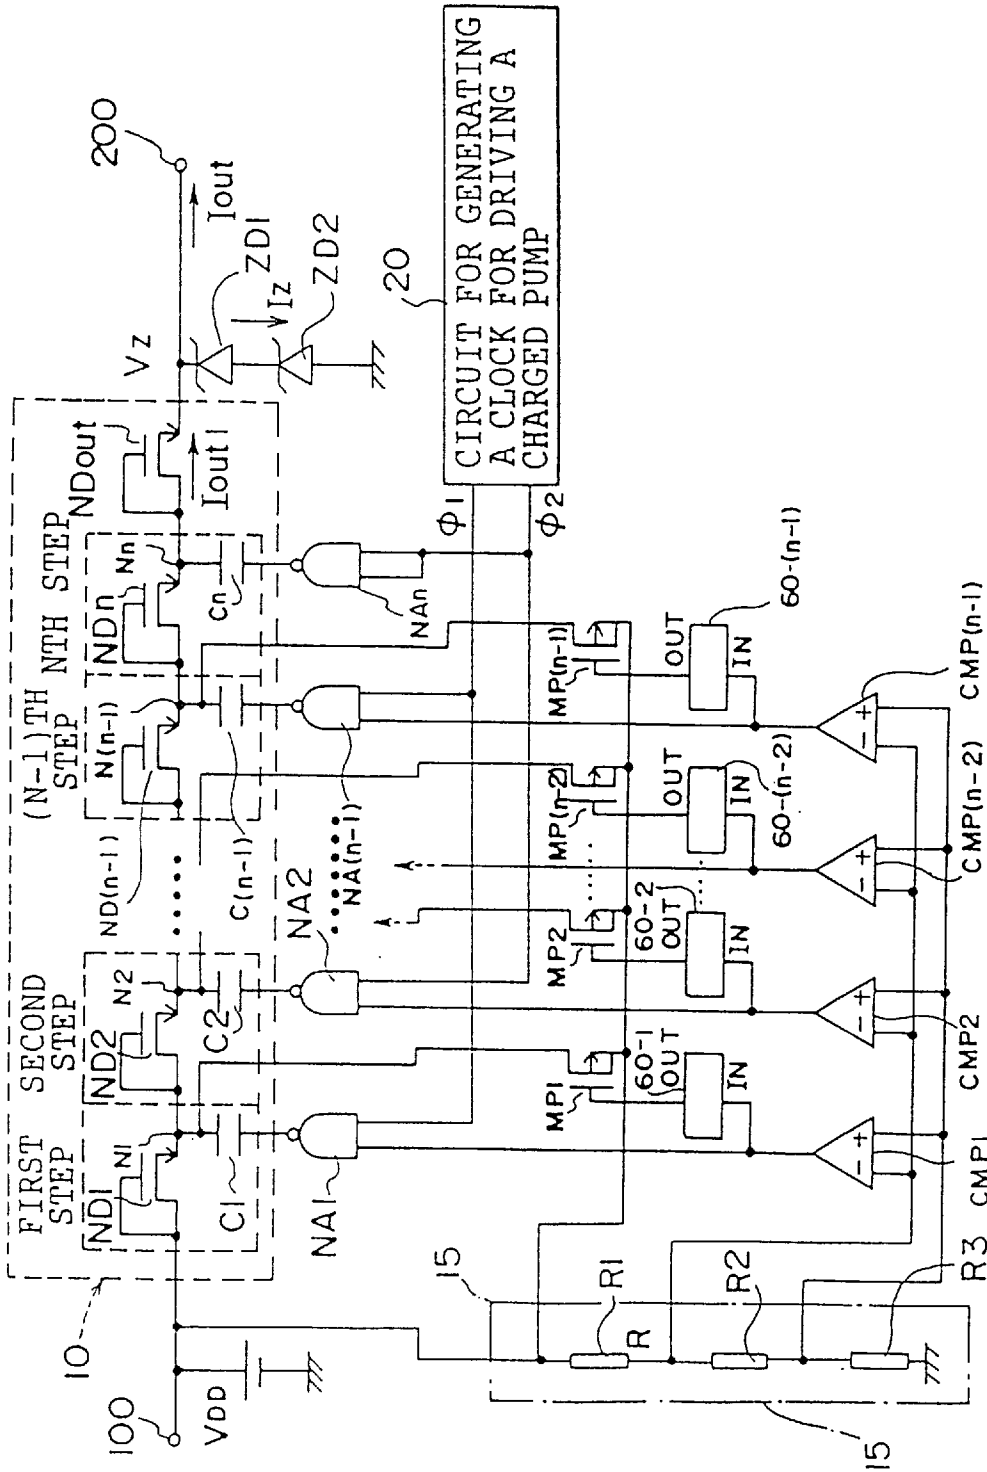 FIRST STEP
SECOND STEP
(N-1)TH STEP
NTH STEP
10
100
VDD
ND1
N1
C1
NA1
ND2
N2
C2
NA2
ND(n-1)
N(n-1)
C(n-1)
NA(n-1)
NDn
Nn
Cn
NAn
NDout
Iout1
Vz
Iout
200
ZD1
Iz
ZD2
20
CIRCUIT FOR GENERATING
A CLOCK FOR DRIVING A
CHARGED PUMP
Φ1
Φ2
MP1
60-1
OUT
IN
MP2
60-2
OUT
IN
MP(n-2)
OUT
IN
60-(n-2)
MP(n-1)
OUT
IN
60-(n-1)
- +
CMP1
- +
CMP2
- +
CMP(n-2)
- +
CMP(n-1)
15
R1
R
R2
R3
15